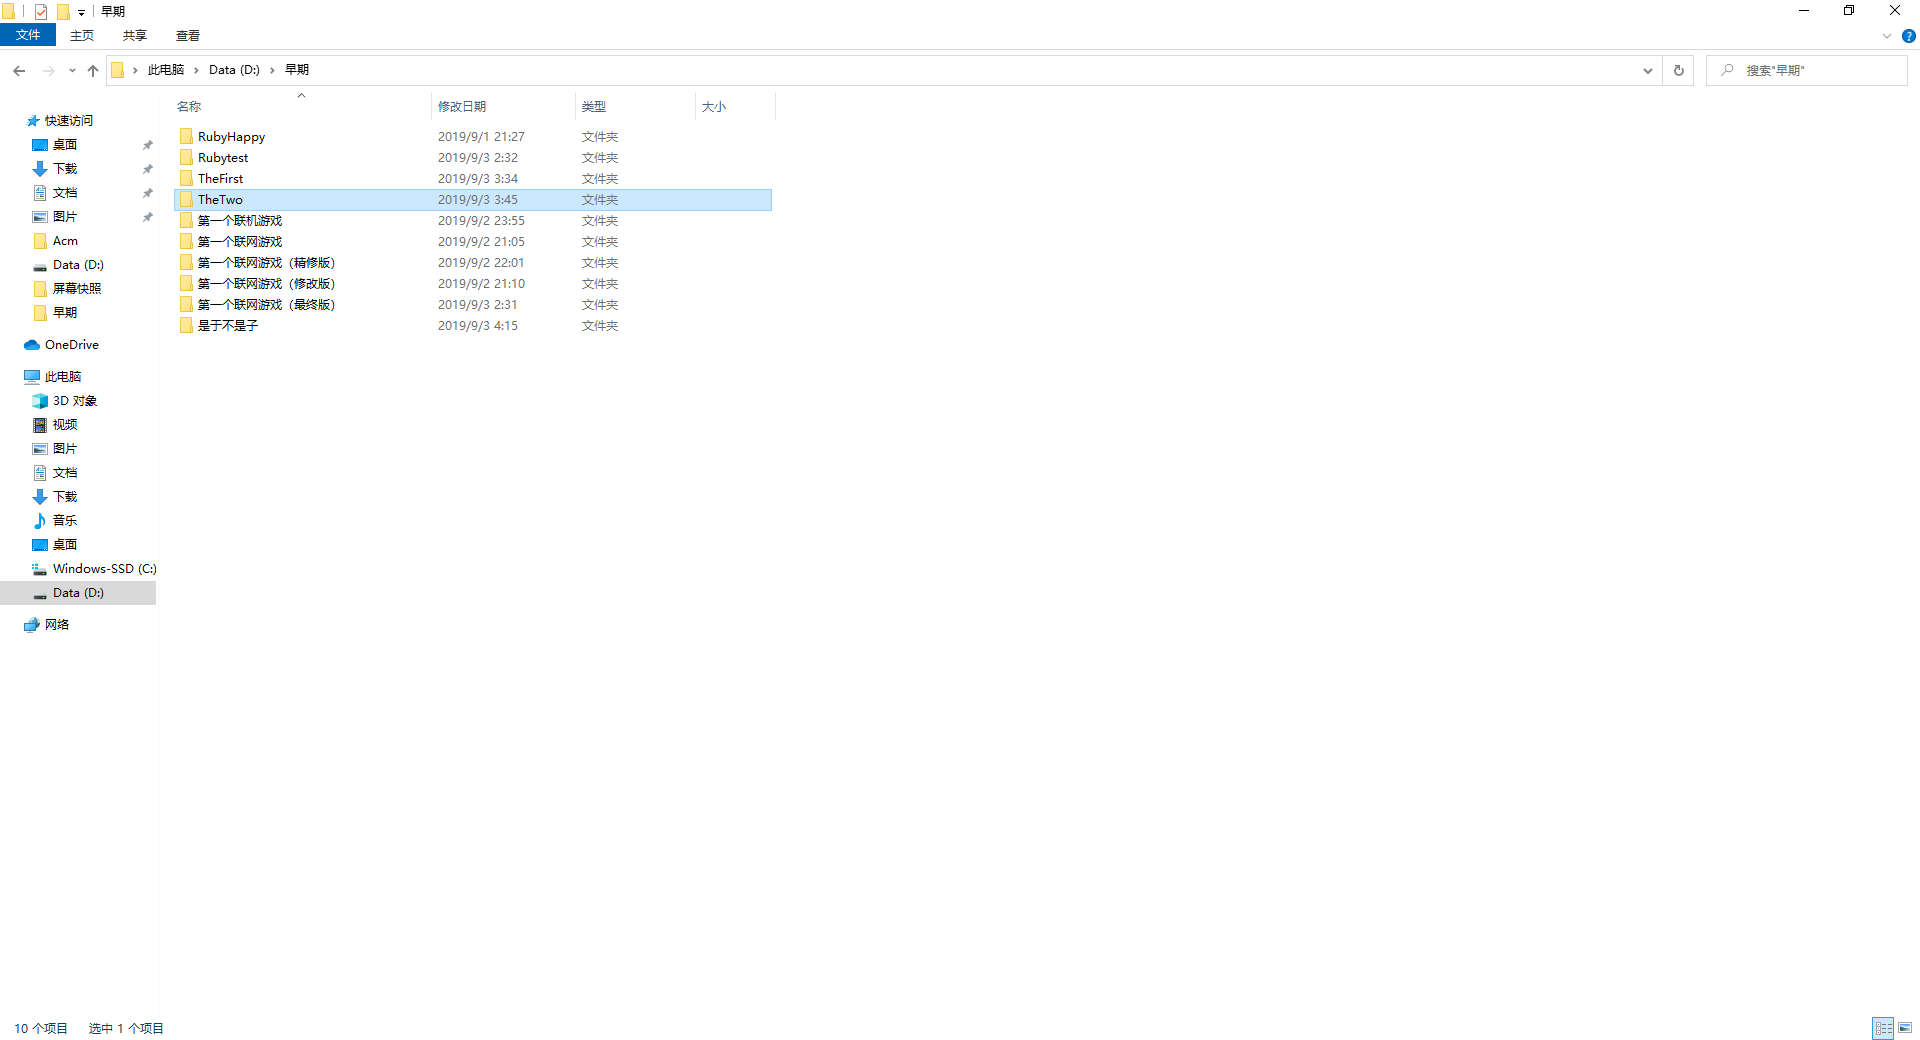 早期
文件 主页 共享 查看
此电脑 Data (D:) 早期
搜索"早期"
名称 修改日期 类型 大小
RubyHappy 2019/9/1 21:27 文件夹
Rubytest 2019/9/3 2:32 文件夹
TheFirst 2019/9/3 3:34 文件夹
TheTwo 2019/9/3 3:45 文件夹
第一个联机游戏 2019/9/2 23:55 文件夹
第一个联网游戏 2019/9/2 21:05 文件夹
第一个联网游戏（精修版） 2019/9/2 22:01 文件夹
第一个联网游戏（修改版） 2019/9/2 21:10 文件夹
第一个联网游戏（最终版） 2019/9/3 2:31 文件夹
是于不是子 2019/9/3 4:15 文件夹
快速访问
桌面
下载
文档
图片
Acm
Data (D:)
屏幕快照
早期
OneDrive
此电脑
3D 对象
视频
图片
文档
下载
音乐
桌面
Windows-SSD (C:)
Data (D:)
网络
10 个项目 选中 1 个项目